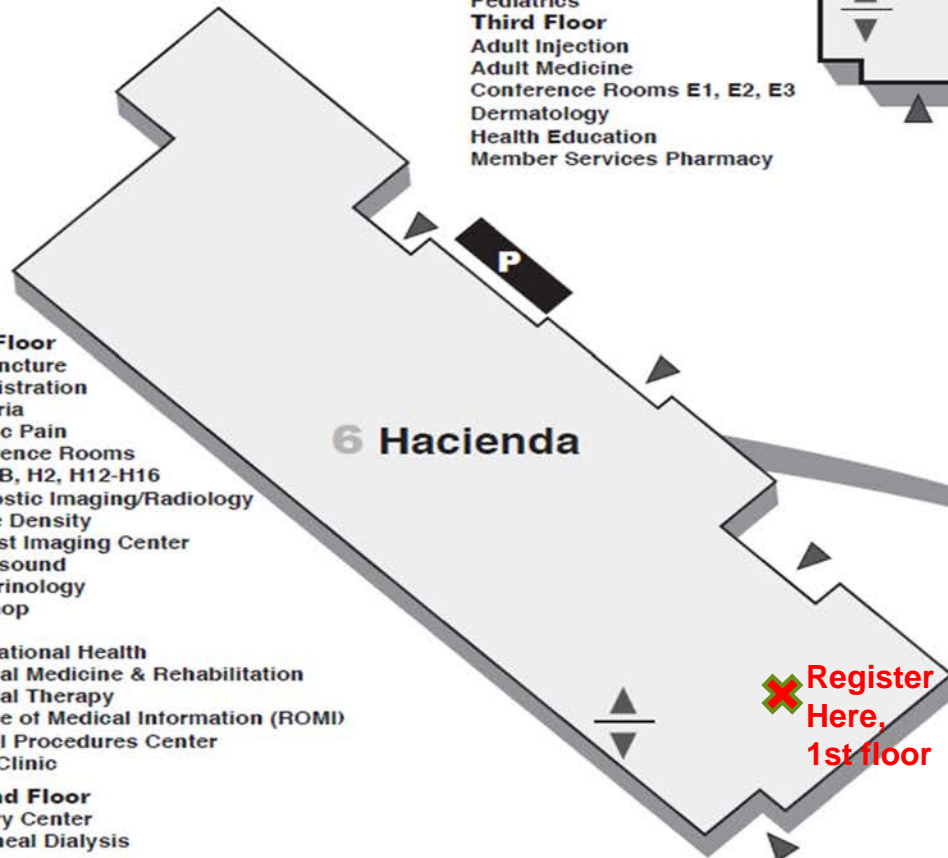 Pediatrics
Third Floor
Adult Injection
Adult Medicine
Conference Rooms E1, E2, E3
Dermatology
Health Education
Member Services Pharmacy
P
6 Hacienda
Floor
ncture
istration
ria
c Pain
ence Rooms
B, H2, H12-H16
ostic Imaging/Radiology
e Density
st Imaging Center
sound
rinology
op
ational Health
al Medicine & Rehabilitation
al Therapy
e of Medical Information (ROMI)
l Procedures Center
Clinic
nd Floor
ry Center
neal Dialysis
Register
Here,
1st floor